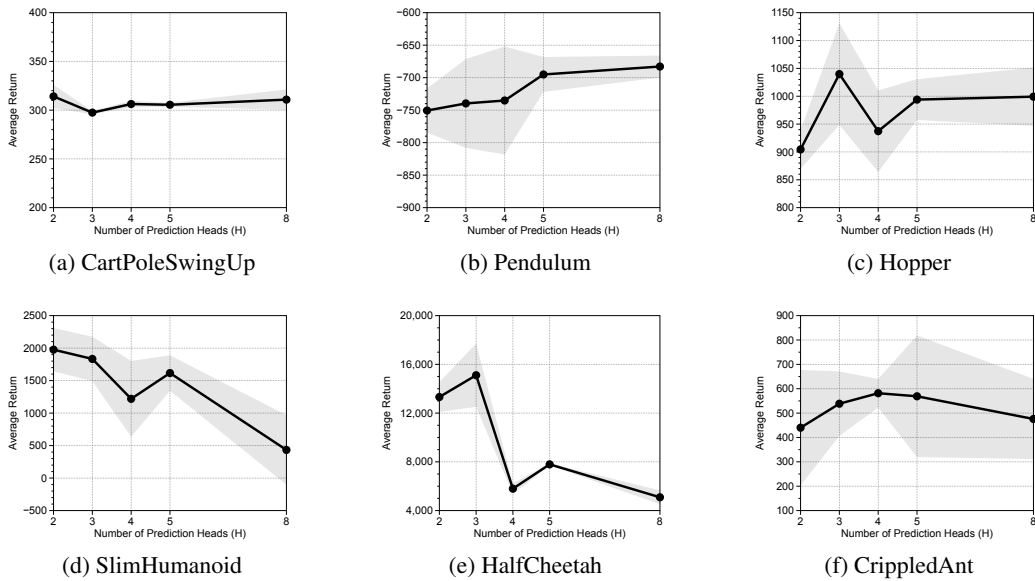 400
350
300
250
200
Average Return
2 3 4 5 8
Number of Prediction Heads (H)
(a) CartPoleSwingUp
−600
−650
−700
−750
−800
−850
−900
Average Return
2 3 4 5 8
Number of Prediction Heads (H)
(b) Pendulum
1150
1100
1050
1000
950
900
850
800
Average Return
2 3 4 5 8
Number of Prediction Heads (H)
(c) Hopper
2500
2000
1500
1000
500
0
−500
Average Return
2 3 4 5 8
Number of Prediction Heads (H)
(d) SlimHumanoid
20,000
16,000
12,000
8,000
4,000
Average Return
2 3 4 5 8
Number of Prediction Heads (H)
(e) HalfCheetah
900
800
700
600
500
400
300
200
100
Average Return
2 3 4 5 8
Number of Prediction Heads (H)
(f) CrippledAnt